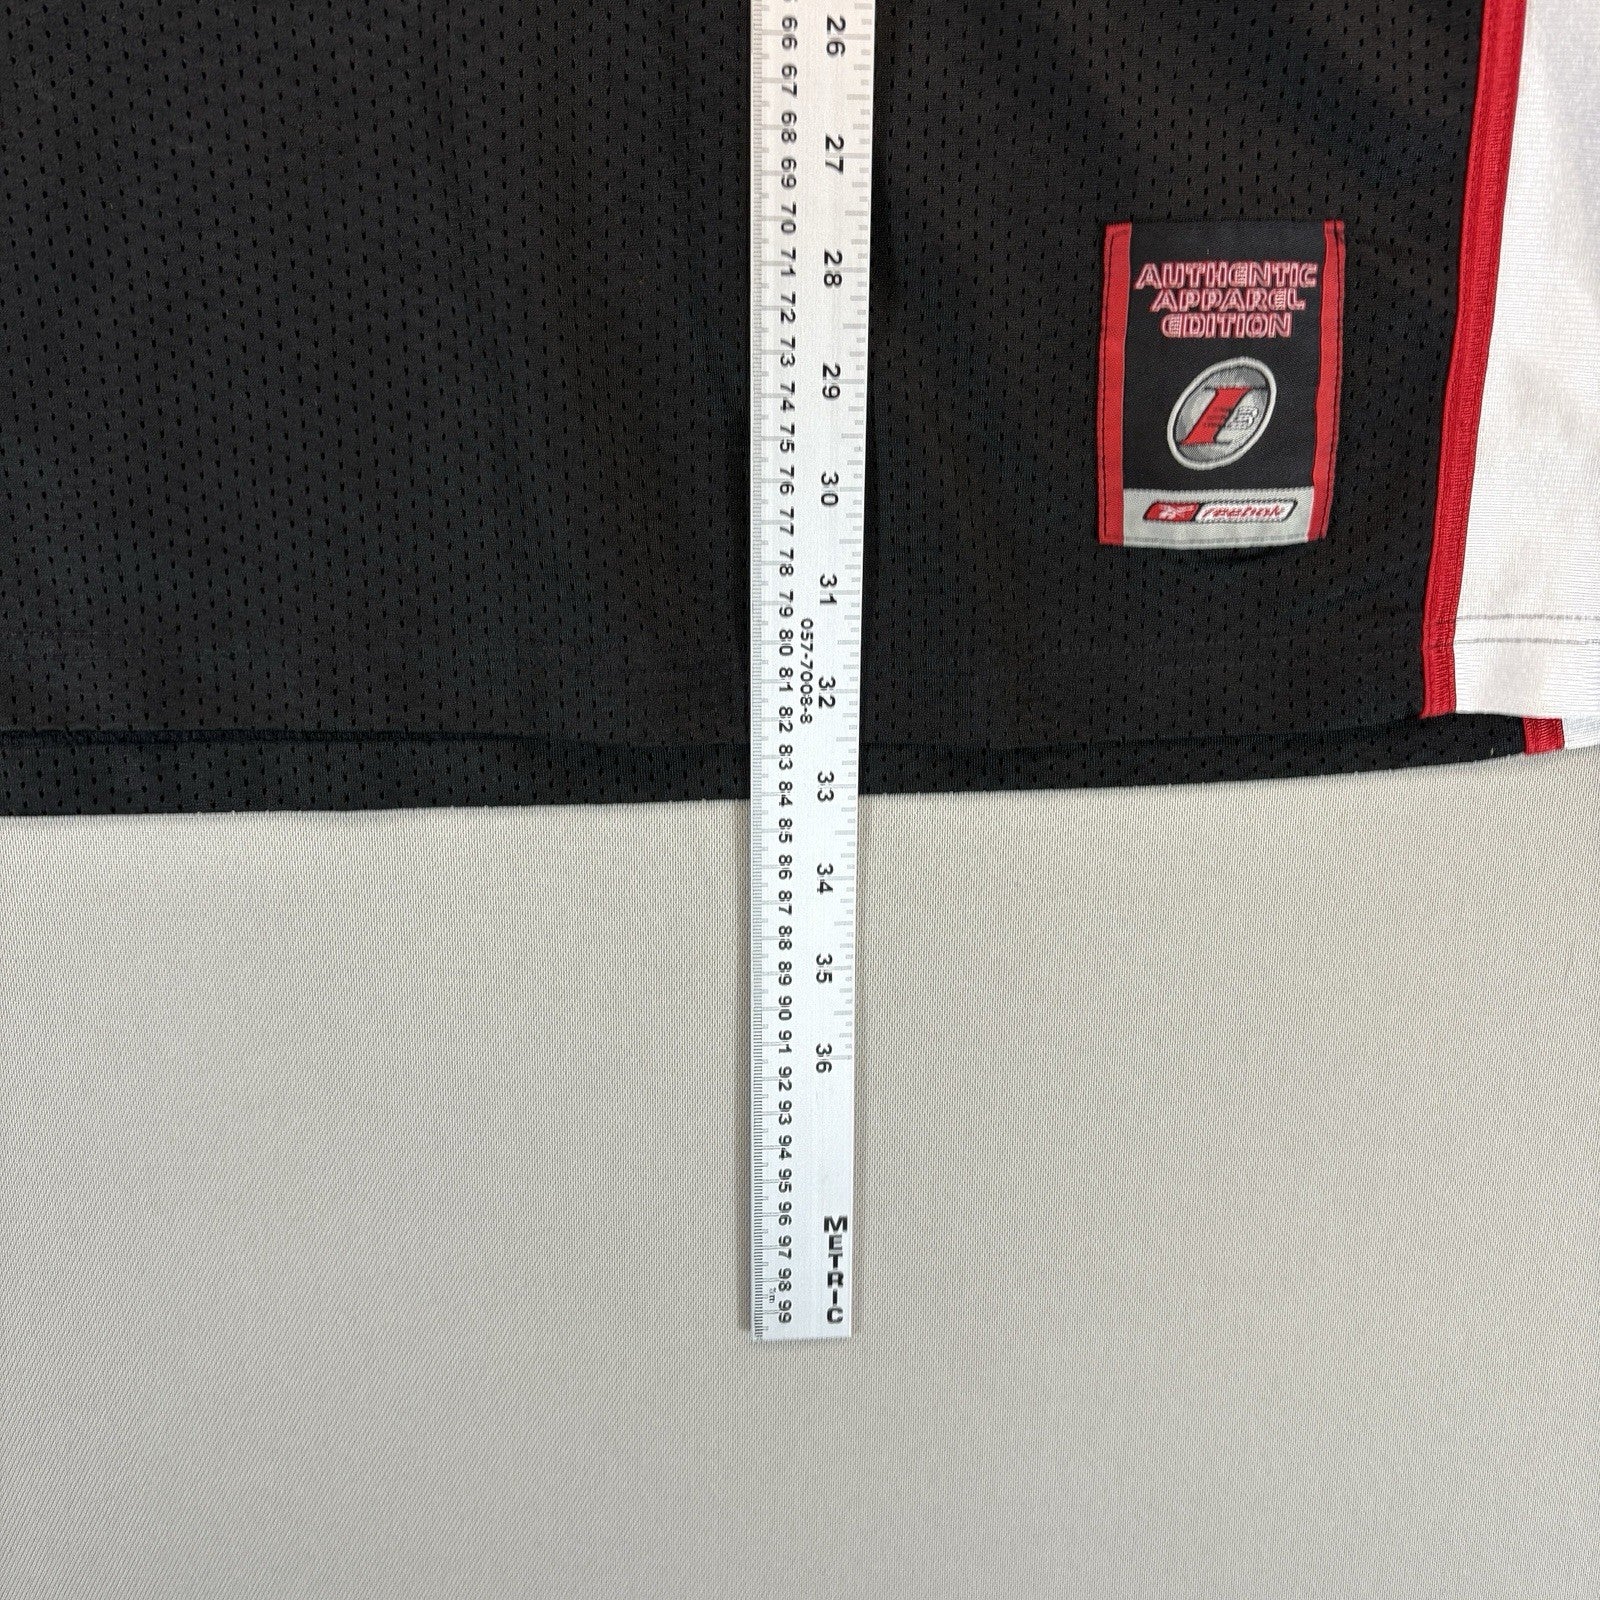 66 67 68 69 70 71 72 73 74 75 76 77 78 79 80 81 82 83 84 85 86 87 88 89 90 91 92 93 94 95 96 97 98 99
26 27 28 29 30 31 32 33 34 35 36
057-7008-8
METRIC
AUTHENTIC
APPAREL
EDITION
I3
Reebok